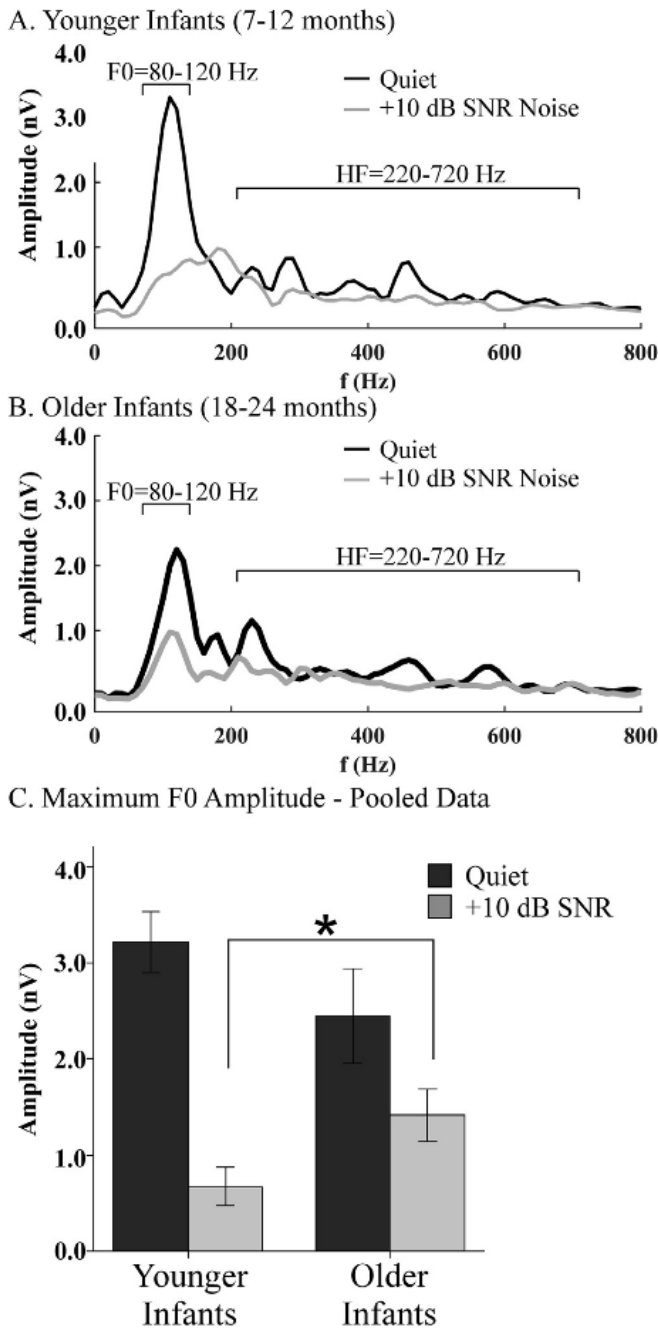 A. Younger Infants (7-12 months)
4.0
F0=80-120 Hz
Quiet
+10 dB SNR Noise
3.0
HF=220-720 Hz
2.0
1.0
0.0
Amplitude (nV)
0 200 400 600 800
f (Hz)
B. Older Infants (18-24 months)
4.0
Quiet
F0=80-120 Hz
+10 dB SNR Noise
3.0
HF=220-720 Hz
2.0
1.0
0.0
Amplitude (nV)
0 200 400 600 800
f (Hz)
C. Maximum F0 Amplitude - Pooled Data
4.0
Quiet
+10 dB SNR
*
3.0
2.0
1.0
0.0
Amplitude (nV)
Younger Older
Infants Infants